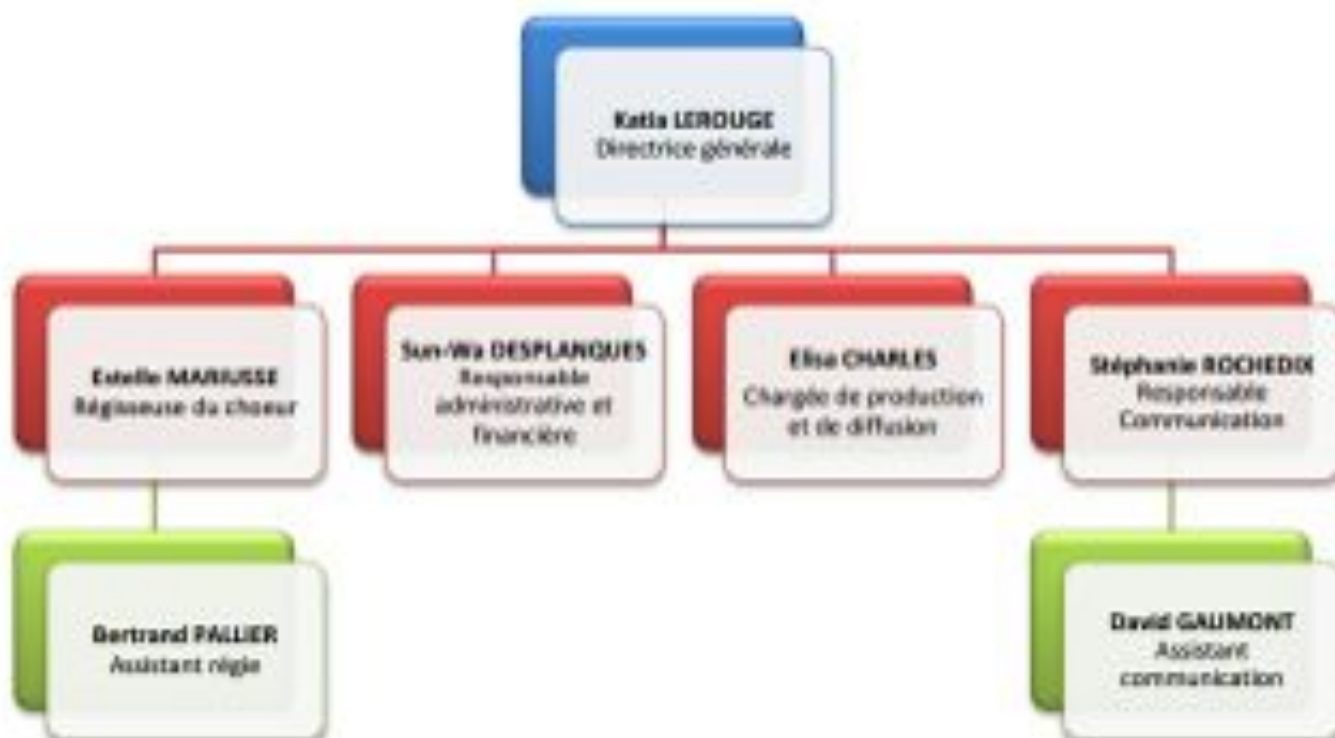 Katia LEROUGE
Directrice générale
Estelle MARIUSSE
Régisseuse du choeur
Sun-Wa DESPLANQUES
Responsable
administrative et
financière
Elisa CHARLES
Chargée de production
et de diffusion
Stéphanie ROCHEDIX
Responsable
Communication
Bertrand PALLIER
Assistant régie
David GAUMONT
Assistant
communication